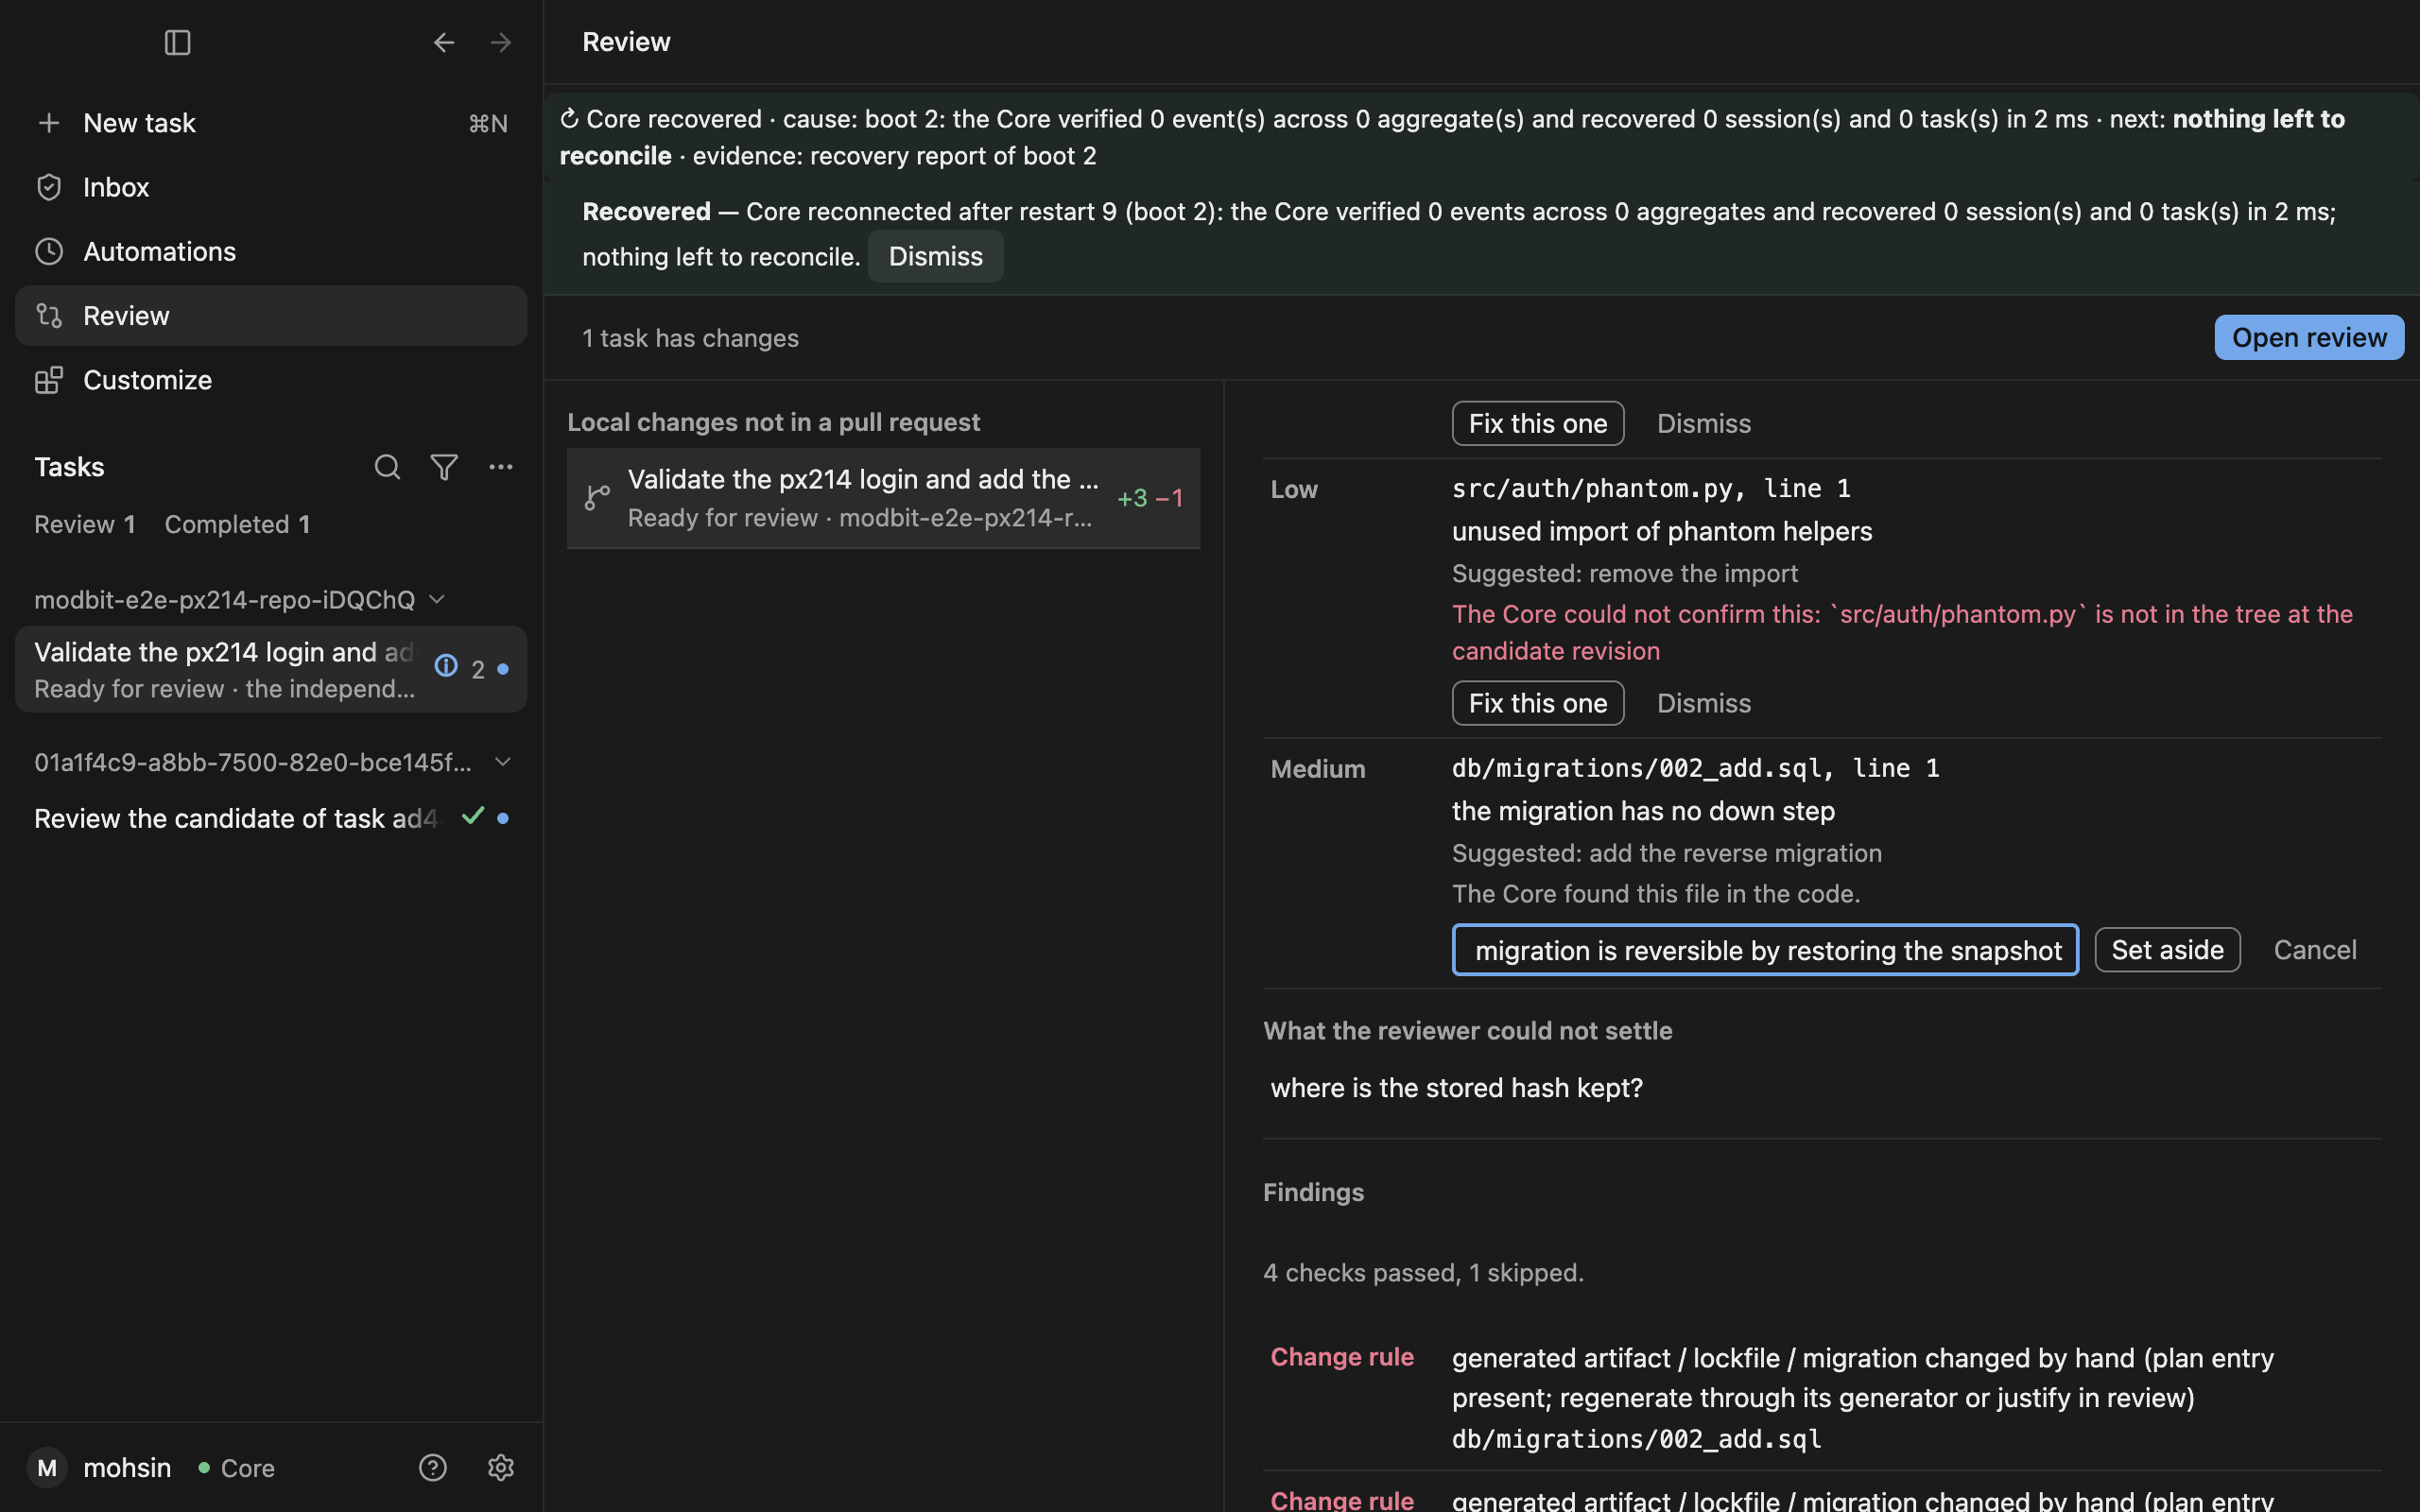 Review
New task ⌘N
Inbox
Automations
Review
Customize
Tasks
Review 1 Completed 1
modbit-e2e-px214-repo-iDQChQ
Validate the px214 login and ad
2
Ready for review · the independ...
01a1f4c9-a8bb-7500-82e0-bce145f...
Review the candidate of task ad4
M mohsin Core
Core recovered · cause: boot 2: the Core verified 0 event(s) across 0 aggregate(s) and recovered 0 session(s) and 0 task(s) in 2 ms · next: nothing left to
reconcile · evidence: recovery report of boot 2
Recovered — Core reconnected after restart 9 (boot 2): the Core verified 0 events across 0 aggregates and recovered 0 session(s) and 0 task(s) in 2 ms;
nothing left to reconcile. Dismiss
1 task has changes
Open review
Local changes not in a pull request
Validate the px214 login and add the ...
+3 −1
Ready for review · modbit-e2e-px214-r...
Fix this one Dismiss
Low
src/auth/phantom.py, line 1
unused import of phantom helpers
Suggested: remove the import
The Core could not confirm this: `src/auth/phantom.py` is not in the tree at the
candidate revision
Fix this one Dismiss
Medium
db/migrations/002_add.sql, line 1
the migration has no down step
Suggested: add the reverse migration
The Core found this file in the code.
migration is reversible by restoring the snapshot Set aside Cancel
What the reviewer could not settle
where is the stored hash kept?
Findings
4 checks passed, 1 skipped.
Change rule
generated artifact / lockfile / migration changed by hand (plan entry
present; regenerate through its generator or justify in review)
db/migrations/002_add.sql
Change rule
generated artifact / lockfile / migration changed by hand (plan entry